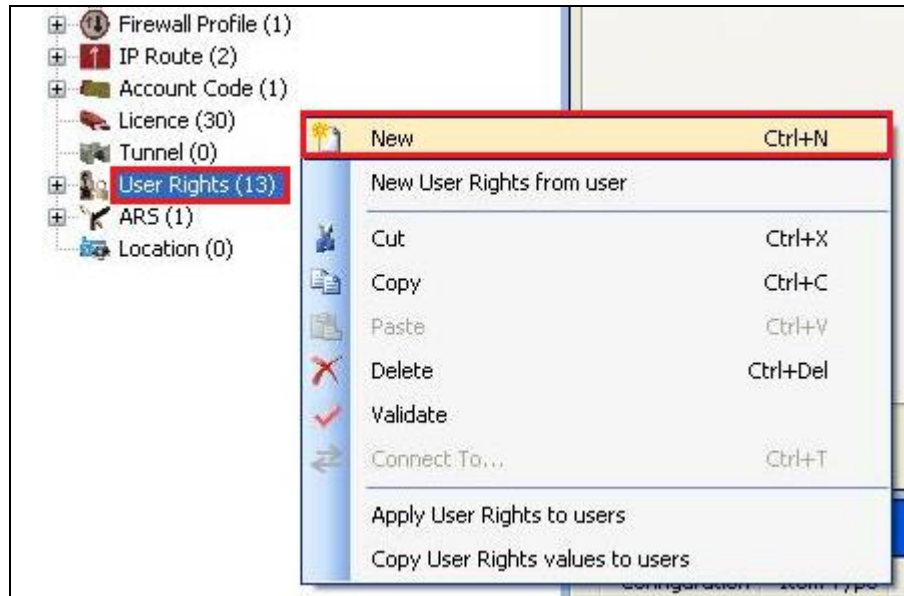 Firewall Profile (1)
IP Route (2)
Account Code (1)
Licence (30)
Tunnel (0)
User Rights (13)
ARS (1)
Location (0)
New Ctrl+N
New User Rights from user
Cut Ctrl+X
Copy Ctrl+C
Paste Ctrl+V
Delete Ctrl+Del
Validate
Connect To... Ctrl+T
Apply User Rights to users
Copy User Rights values to users